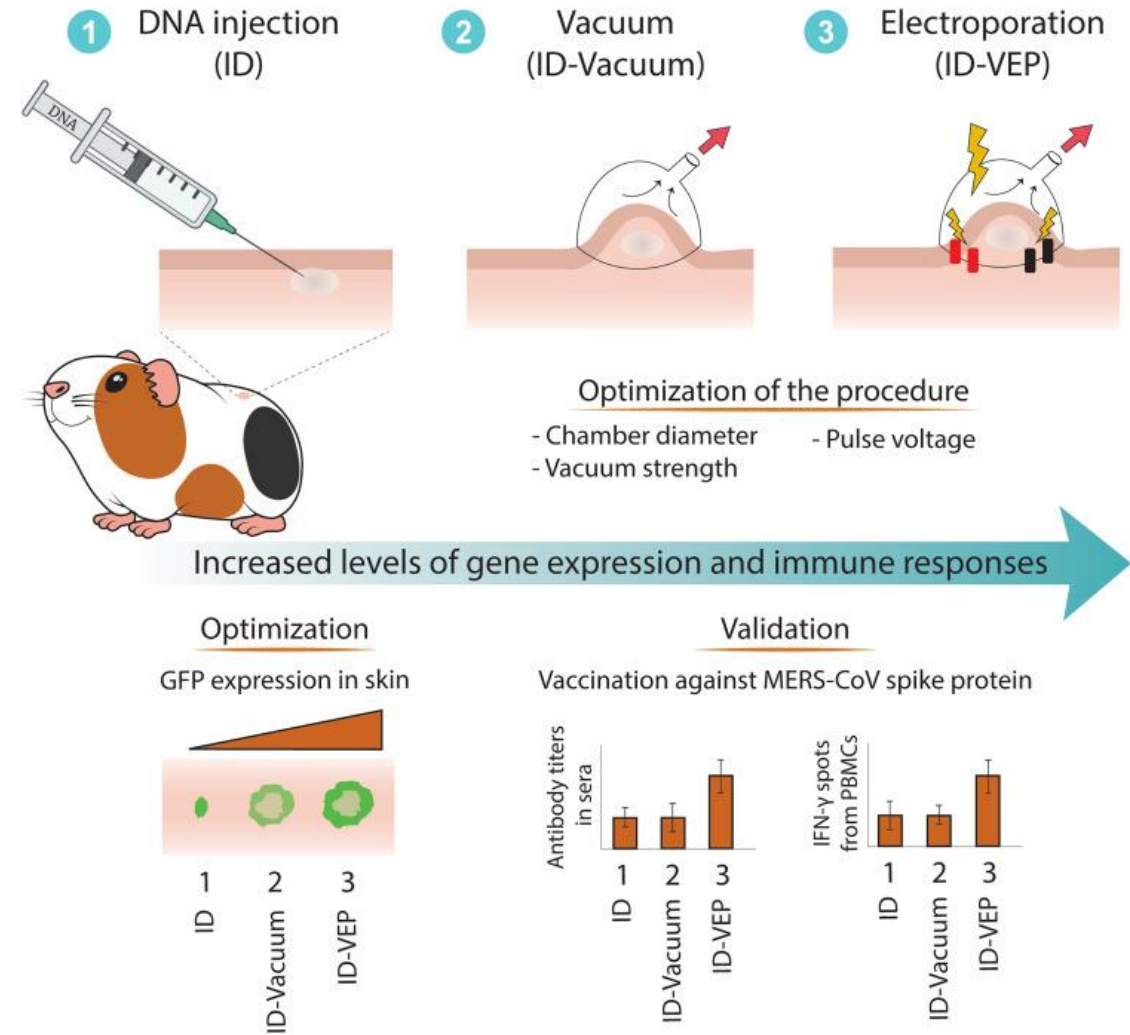 1 DNA injection
(ID)
2 Vacuum
(ID-Vacuum)
3 Electroporation
(ID-VEP)
DNA
Optimization of the procedure
- Chamber diameter
- Vacuum strength
- Pulse voltage
Increased levels of gene expression and immune responses
Optimization
GFP expression in skin
1
2
3
ID
ID-Vacuum
ID-VEP
Validation
Vaccination against MERS-CoV spike protein
Antibody titers
in sera
1
2
3
ID
ID-Vacuum
ID-VEP
IFN-γ spots
from PBMCs
1
2
3
ID
ID-Vacuum
ID-VEP